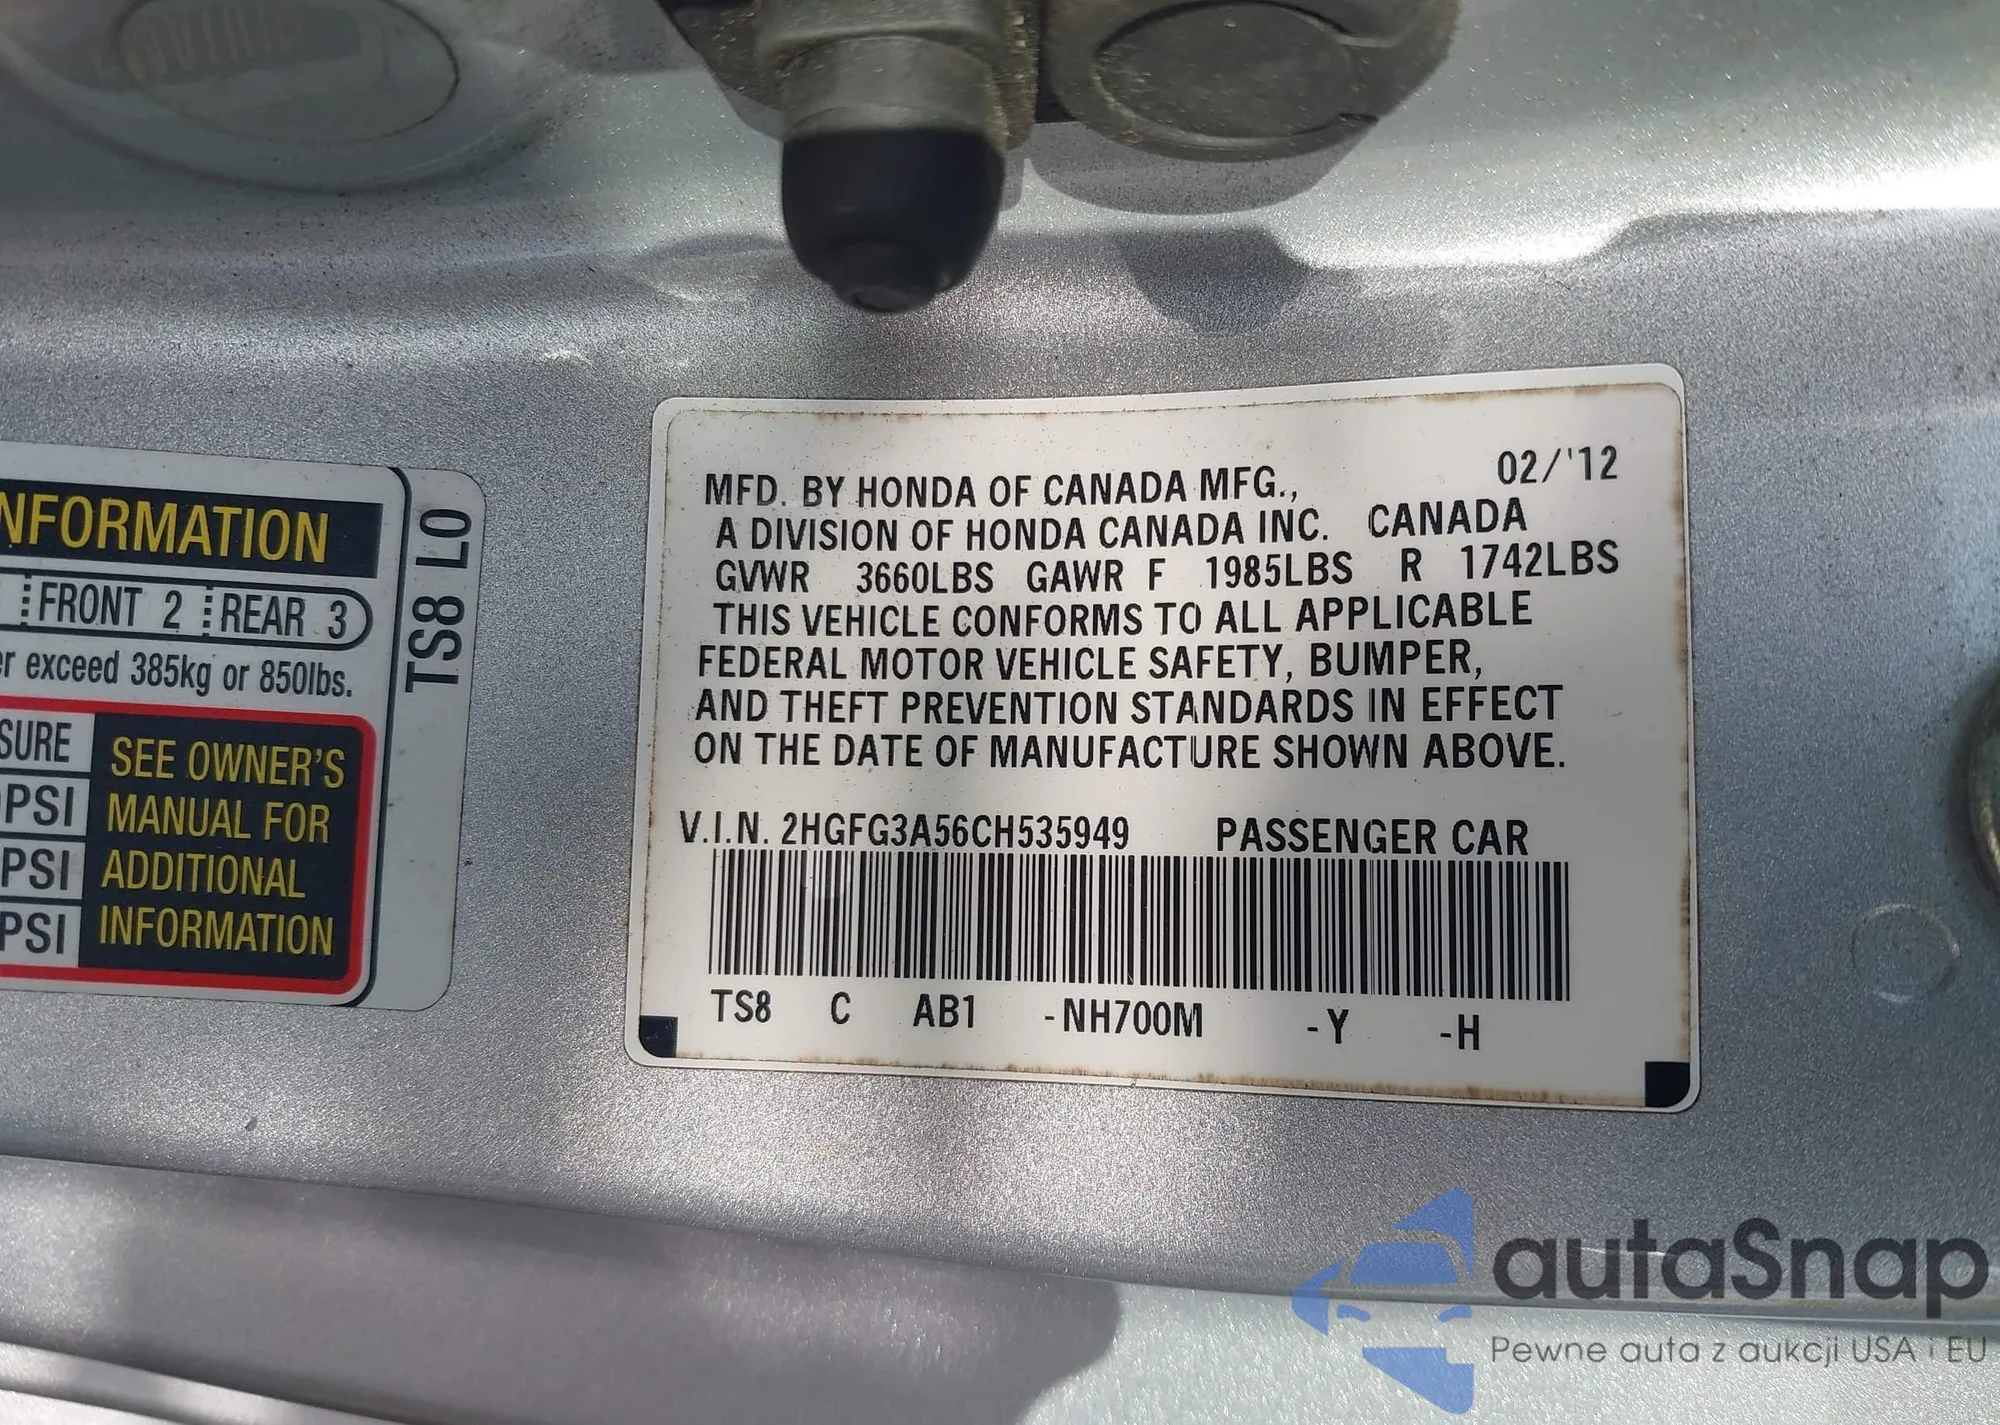 NFORMATION
FRONT 2 REAR 3
er exceed 385kg or 850lbs.
SURE
PSI
PSI
PSI
SEE OWNER'S
MANUAL FOR
ADDITIONAL
INFORMATION
TS8 L0
02/'12
MFD. BY HONDA OF CANADA MFG.,
A DIVISION OF HONDA CANADA INC. CANADA
GVWR 3660LBS GAWR F 1985LBS R 1742LBS
THIS VEHICLE CONFORMS TO ALL APPLICABLE
FEDERAL MOTOR VEHICLE SAFETY, BUMPER,
AND THEFT PREVENTION STANDARDS IN EFFECT
ON THE DATE OF MANUFACTURE SHOWN ABOVE.
V.I.N. 2HGFG3A56CH535949 PASSENGER CAR
TS8 C AB1 -NH700M -Y -H
autaSnap
Pewne auta z aukcji USA i EU